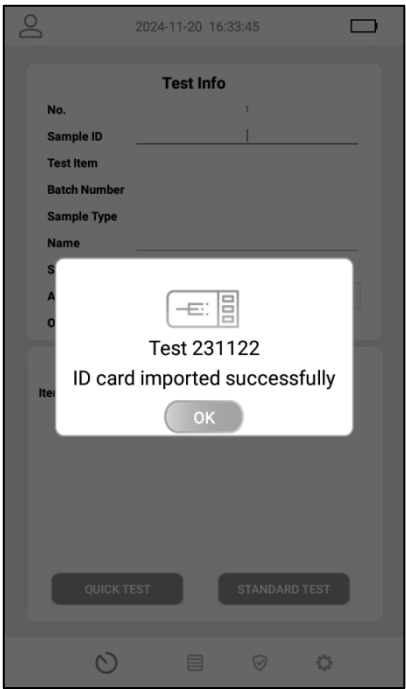 2024-11-20 16:33:45
Test Info
No. 1
Sample ID
Test Item
Batch Number
Sample Type
Name
Test 231122
ID card imported successfully
OK
QUICK TEST
STANDARD TEST